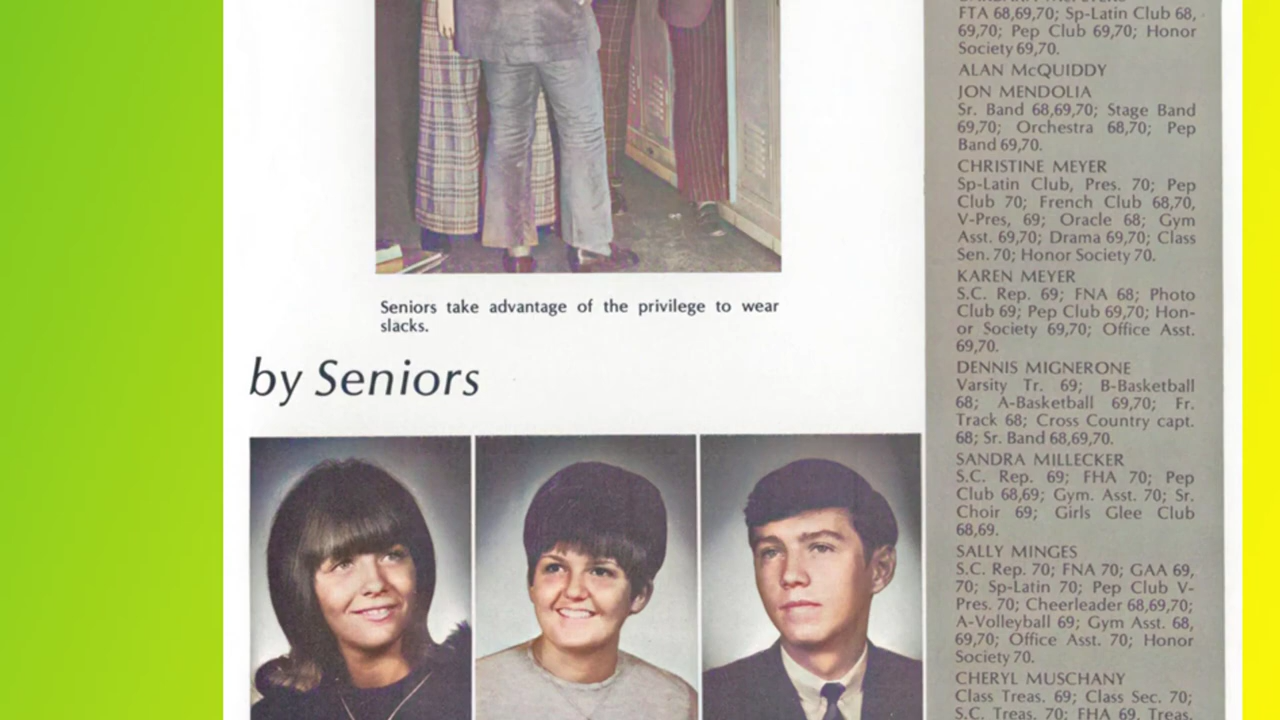 Seniors take advantage of the privilege to wear
slacks.
by Seniors
FTA 68,69,70; Sp-Latin Club 68,
69,70; Pep Club 69,70; Honor
Society 69,70.
ALAN McQUIDDY
JON MENDOLIA
Sr. Band 68,69,70; Stage Band
69,70; Orchestra 68,70; Pep
Band 69,70.
CHRISTINE MEYER
Sp-Latin Club, Pres. 70; Pep
Club 70; French Club 68,70,
V-Pres, 69; Oracle 68; Gym
Asst. 69,70; Drama 69,70; Class
Sen. 70; Honor Society 70.
KAREN MEYER
S.C. Rep. 69; FNA 68; Photo
Club 69; Pep Club 69,70; Hon-
or Society 69,70; Office Asst.
69,70.
DENNIS MIGNERONE
Varsity Tr. 69; B-Basketball
68; A-Basketball 69,70; Fr.
Track 68; Cross Country capt.
68; Sr. Band 68,69,70.
SANDRA MILLECKER
S.C. Rep. 69; FHA 70; Pep
Club 68,69; Gym. Asst. 70; Sr.
Choir 69; Girls Glee Club
68,69.
SALLY MINGES
S.C. Rep. 70; FNA 70; GAA 69,
70; Sp-Latin 70; Pep Club V-
Pres. 70; Cheerleader 68,69,70;
A-Volleyball 69; Gym Asst. 68,
69,70; Office Asst. 70; Honor
Society 70.
CHERYL MUSCHANY
Class Treas. 69; Class Sec. 70;
S.C. Treas. 70; FHA 69, Treas.